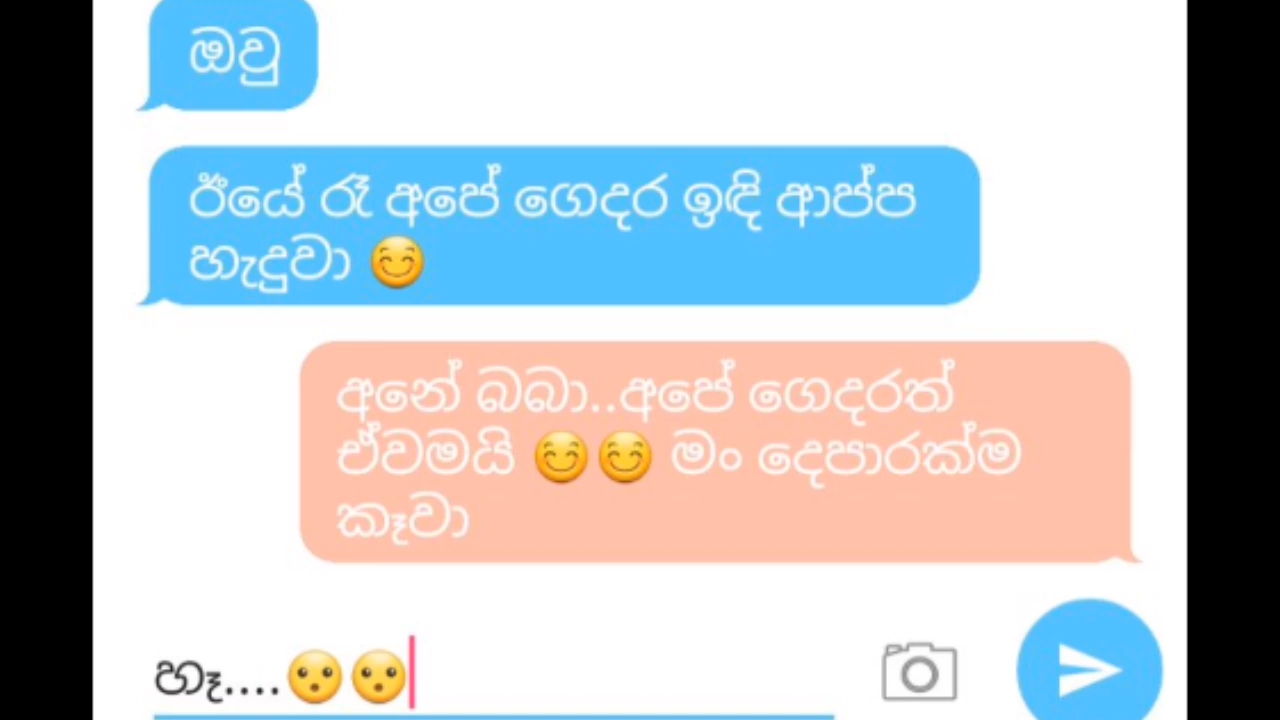 ඔවු
ඊයේ රෑ අපේ ගෙදර ඉඳි ආප්ප
හැදුවා 😊
අනේ බබා..අපේ ගෙදරත්
ඒවමයි 😊😊 මං දෙපාරක්ම
කෑවා
හෑ....😯😯